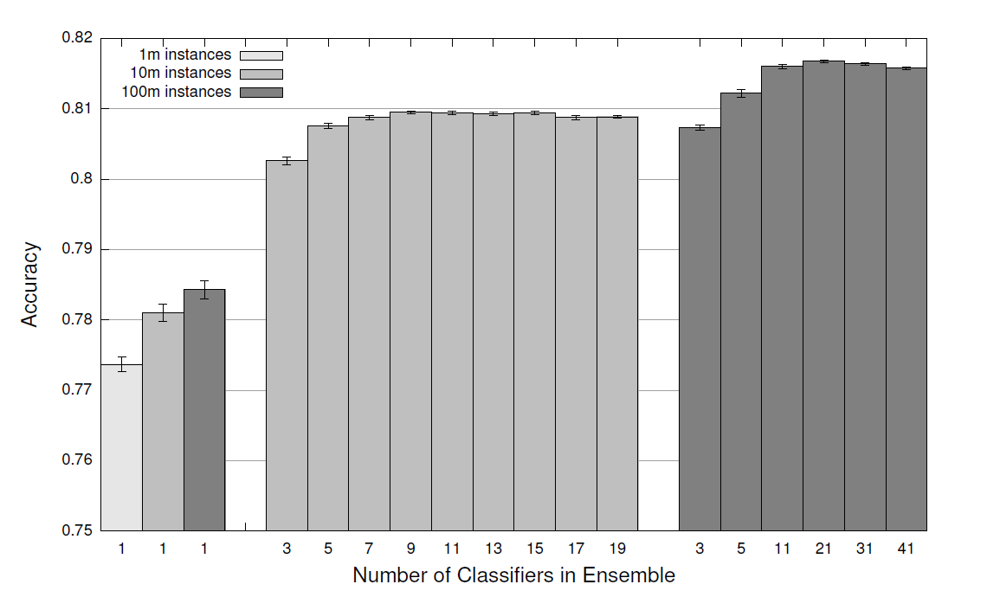 0.82
0.81
0.8
0.79
0.78
0.77
0.76
0.75
Accuracy
1m instances
10m instances
100m instances
1 1 1 3 5 7 9 11 13 15 17 19 3 5 11 21 31 41
Number of Classifiers in Ensemble